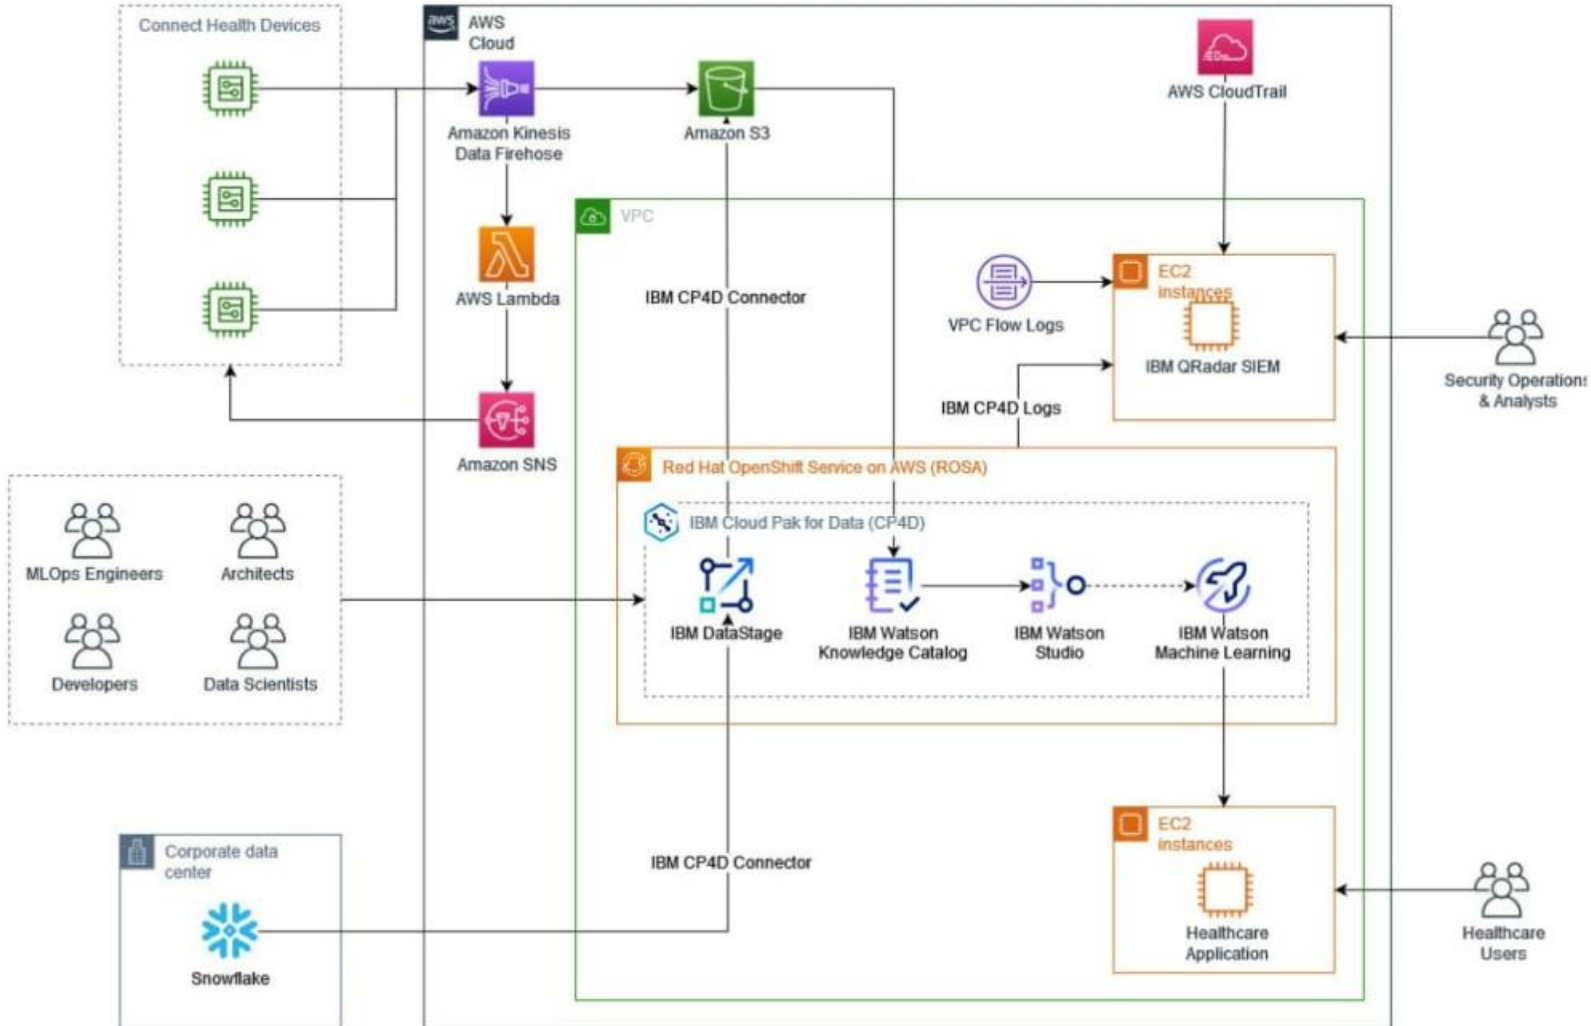 Connect Health Devices
aws
AWS
Cloud
Amazon Kinesis
Data Firehose
Amazon S3
AWS CloudTrail
VPC
AWS Lambda
IBM CP4D Connector
VPC Flow Logs
EC2
instances
IBM QRadar SIEM
Security Operations
& Analysts
IBM CP4D Logs
Amazon SNS
Red Hat OpenShift Service on AWS (ROSA)
IBM Cloud Pak for Data (CP4D)
MLOps Engineers
Architects
Developers
Data Scientists
IBM DataStage
IBM Watson
Knowledge Catalog
IBM Watson
Studio
IBM Watson
Machine Learning
Corporate data
center
Snowflake
IBM CP4D Connector
EC2
instances
Healthcare
Application
Healthcare
Users